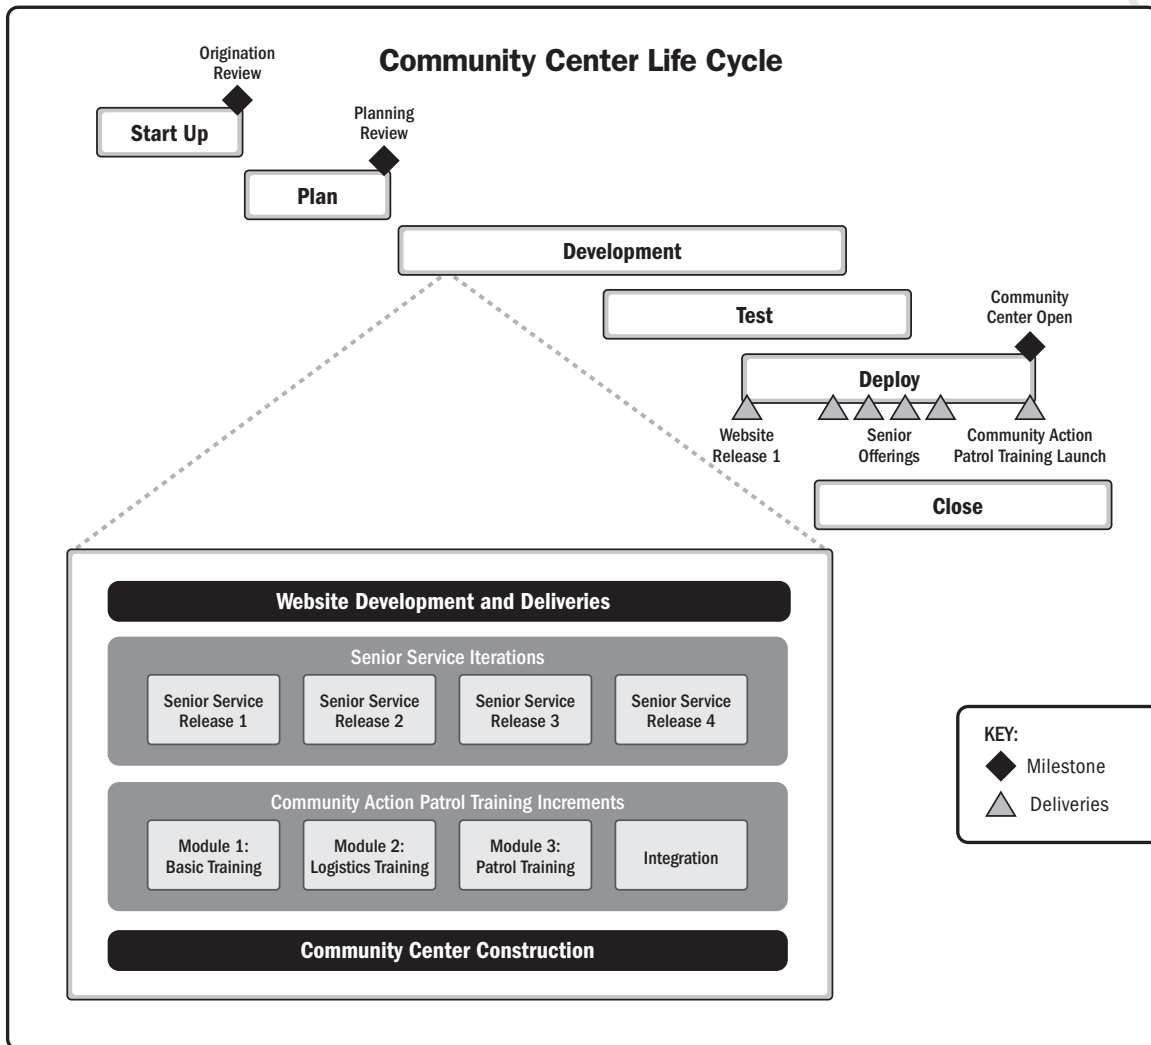 Community Center Life Cycle
Origination
Review
Start Up
Planning
Review
Plan
Development
Test
Community
Center Open
Deploy
Website
Release 1
Senior
Offerings
Community Action
Patrol Training Launch
Close
Website Development and Deliveries
Senior Service Iterations
Senior Service
Release 1
Senior Service
Release 2
Senior Service
Release 3
Senior Service
Release 4
Community Action Patrol Training Increments
Module 1:
Basic Training
Module 2:
Logistics Training
Module 3:
Patrol Training
Integration
Community Center Construction
KEY:
Milestone
Deliveries